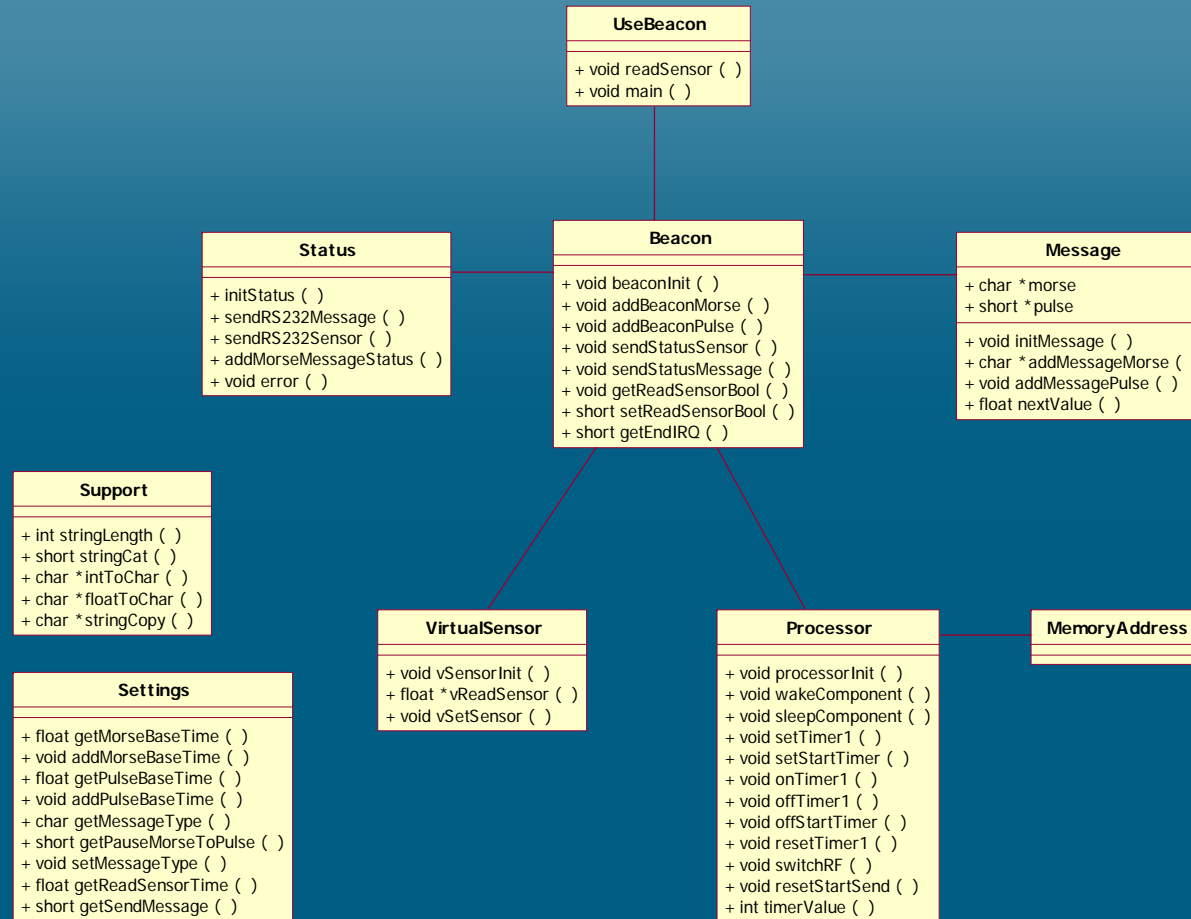 UseBeacon
+ void readSensor ( )
+ void main ( )
Status
+ initStatus ( )
+ sendRS232Message ( )
+ sendRS232Sensor ( )
+ addMorseMessageStatus ( )
+ void error ( )
Beacon
+ void beaconInit ( )
+ void addBeaconMorse ( )
+ void addBeaconPulse ( )
+ void sendStatusSensor ( )
+ void sendStatusMessage ( )
+ void getReadSensorBool ( )
+ short setReadSensorBool ( )
+ short getEndIRQ ( )
Message
+ char *morse
+ short *pulse
+ void initMessage ( )
+ char *addMessageMorse (
+ void addMessagePulse ( )
+ float nextValue ( )
Support
+ int stringLength ( )
+ short stringCat ( )
+ char *intToChar ( )
+ char *floatToChar ( )
+ char *stringCopy ( )
Settings
+ float getMorseBaseTime ( )
+ void addMorseBaseTime ( )
+ float getPulseBaseTime ( )
+ void addPulseBaseTime ( )
+ char getMessageType ( )
+ short getPauseMorseToPulse ( )
+ void setMessageType ( )
+ float getReadSensorTime ( )
+ short getSendMessage ( )
VirtualSensor
+ void vSensorInit ( )
+ float *vReadSensor ( )
+ void vSetSensor ( )
Processor
+ void processorInit ( )
+ void wakeComponent ( )
+ void sleepComponent ( )
+ void setTimer1 ( )
+ void setStartTimer ( )
+ void onTimer1 ( )
+ void offTimer1 ( )
+ void offStartTimer ( )
+ void resetTimer1 ( )
+ void switchRF ( )
+ void resetStartSend ( )
+ int timerValue ( )
MemoryAddress